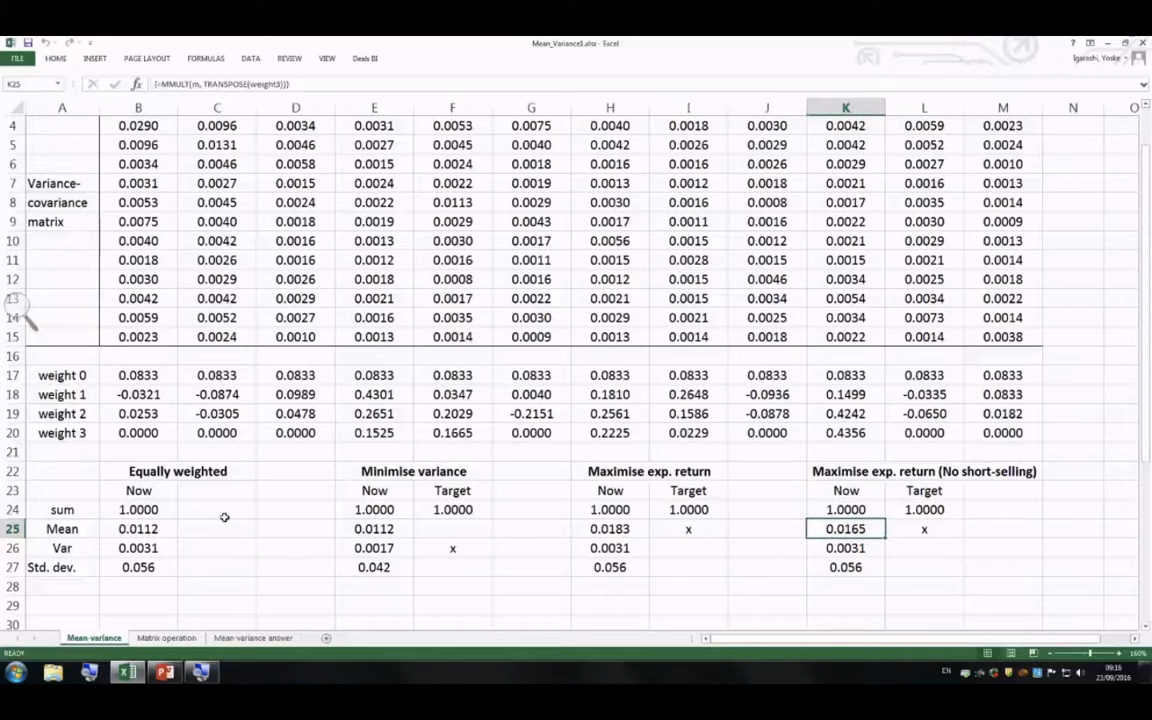 Mean_Variance1.xlsx - Excel
FILE HOME INSERT PAGE LAYOUT FORMULAS DATA REVIEW VIEW Deals BI
Igarashi, Yoske
K25 fx {=MMULT(m, TRANSPOSE(weight3))}
A B C D E F G H I J K L M N O
4 0.0290 0.0096 0.0034 0.0031 0.0053 0.0075 0.0040 0.0018 0.0030 0.0042 0.0059 0.0023
5 0.0096 0.0131 0.0046 0.0027 0.0045 0.0040 0.0042 0.0026 0.0029 0.0042 0.0052 0.0024
6 0.0034 0.0046 0.0058 0.0015 0.0024 0.0018 0.0016 0.0026 0.0026 0.0029 0.0027 0.0010
7 Variance- 0.0031 0.0027 0.0015 0.0024 0.0022 0.0019 0.0013 0.0012 0.0018 0.0021 0.0016 0.0013
8 covariance 0.0053 0.0045 0.0024 0.0022 0.0113 0.0029 0.0030 0.0016 0.0008 0.0017 0.0035 0.0014
9 matrix 0.0075 0.0040 0.0018 0.0019 0.0029 0.0043 0.0017 0.0011 0.0016 0.0022 0.0030 0.0009
10 0.0040 0.0042 0.0016 0.0013 0.0030 0.0017 0.0056 0.0015 0.0012 0.0021 0.0029 0.0013
11 0.0018 0.0026 0.0026 0.0012 0.0016 0.0011 0.0015 0.0028 0.0015 0.0015 0.0021 0.0014
12 0.0030 0.0029 0.0026 0.0018 0.0008 0.0016 0.0012 0.0015 0.0046 0.0034 0.0025 0.0018
13 0.0042 0.0042 0.0029 0.0021 0.0017 0.0022 0.0021 0.0015 0.0034 0.0054 0.0034 0.0022
14 0.0059 0.0052 0.0027 0.0016 0.0035 0.0030 0.0029 0.0021 0.0025 0.0034 0.0073 0.0014
15 0.0023 0.0024 0.0010 0.0013 0.0014 0.0009 0.0013 0.0014 0.0018 0.0022 0.0014 0.0038
16
17 weight 0 0.0833 0.0833 0.0833 0.0833 0.0833 0.0833 0.0833 0.0833 0.0833 0.0833 0.0833 0.0833
18 weight 1 -0.0321 -0.0874 0.0989 0.4301 0.0347 0.0040 0.1810 0.2648 -0.0936 0.1499 -0.0335 0.0833
19 weight 2 0.0253 -0.0305 0.0478 0.2651 0.2029 -0.2151 0.2561 0.1586 -0.0878 0.4242 -0.0650 0.0182
20 weight 3 0.0000 0.0000 0.0000 0.1525 0.1665 0.0000 0.2225 0.0229 0.0000 0.4356 0.0000 0.0000
21
22 Equally weighted Minimise variance Maximise exp. return Maximise exp. return (No short-selling)
23 Now Now Target Now Target Now Target
24 sum 1.0000 1.0000 1.0000 1.0000 1.0000 1.0000 1.0000
25 Mean 0.0112 0.0112 0.0183 x 0.0165 x
26 Var 0.0031 0.0017 x 0.0031 0.0031
27 Std. dev. 0.056 0.042 0.056 0.056
28
29
30
Mean-variance Matrix operation Mean-variance answer
READY 160%
EN 09:16
23/09/2016